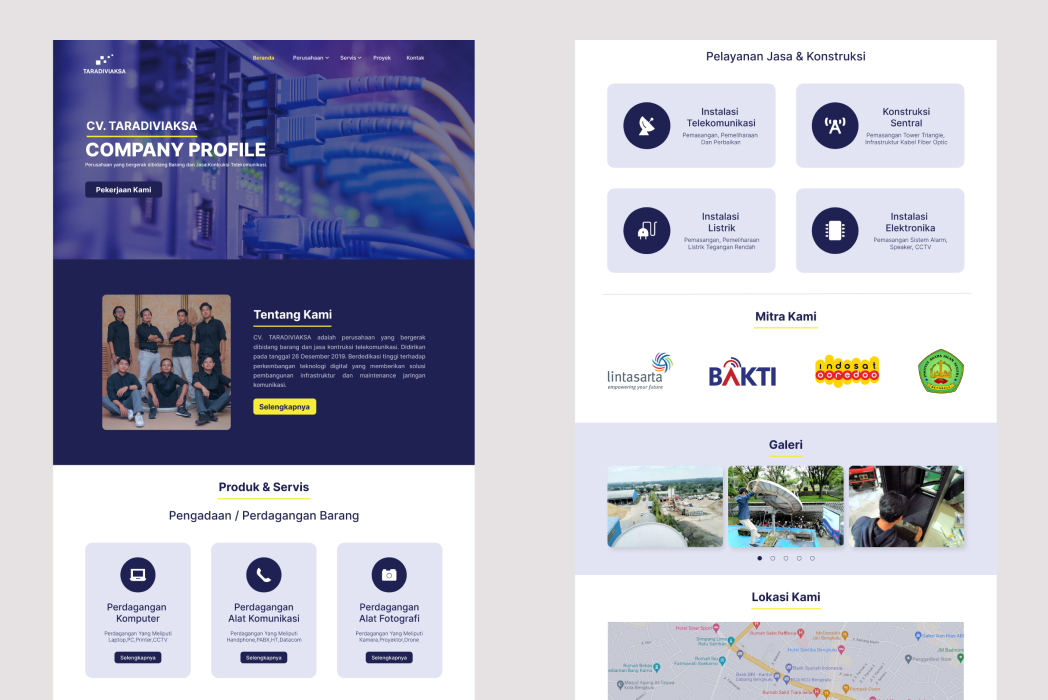 TARADIVIAKSA
Beranda
Perusahaan
Servis
Proyek
Kontak
CV. TARADIVIAKSA
COMPANY PROFILE
Perusahaan yang bergerak dibidang Barang dan Jasa Kontruksi Telekomunikasi.
Pekerjaan Kami
Tentang Kami
CV. TARADIVIAKSA adalah perusahaan yang bergerak
dibidang barang dan jasa kontruksi telekomunikasi. Didirikan
pada tanggal 26 Desember 2019. Berdedikasi tinggi terhadap
perkembangan teknologi digital yang memberikan solusi
pembangunan infrastruktur dan maintenance jaringan
komunikasi.
Selengkapnya
Produk & Servis
Pengadaan / Perdagangan Barang
Perdagangan
Komputer
Perdagangan Yang Meliputi
Laptop,PC,Printer,CCTV
Selengkapnya
Perdagangan
Alat Komunikasi
Perdagangan Yang Meliputi
Handphone,PABX,HT,Datacom
Selengkapnya
Perdagangan
Alat Fotografi
Perdagangan Yang Meliputi
Kamera,Proyektor,Drone
Selengkapnya
Pelayanan Jasa & Konstruksi
Instalasi
Telekomunikasi
Pemasangan, Pemeliharaan
Dan Perbaikan
Konstruksi
Sentral
Pemasangan Tower Triangle,
Infrastruktur Kabel Fiber Optic
Instalasi
Listrik
Pemasangan, Pemeliharaan
Listrik Tegangan Rendah
Instalasi
Elektronika
Pemasangan Sistem Alarm,
Speaker, CCTV
Mitra Kami
lintasarta
empowering your future
BAKTI
indosat
ooredoo
Galeri
Lokasi Kami